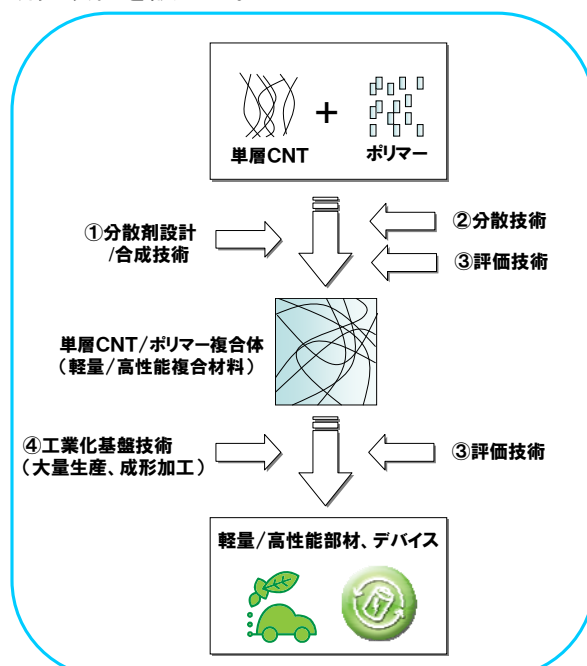 単層CNT
+
ポリマー
①分散剤設計
/合成技術
②分散技術
③評価技術
単層CNT/ポリマー複合体
（軽量/高性能複合材料）
④工業化基盤技術
（大量生産、成形加工）
③評価技術
軽量/高性能部材、デバイス